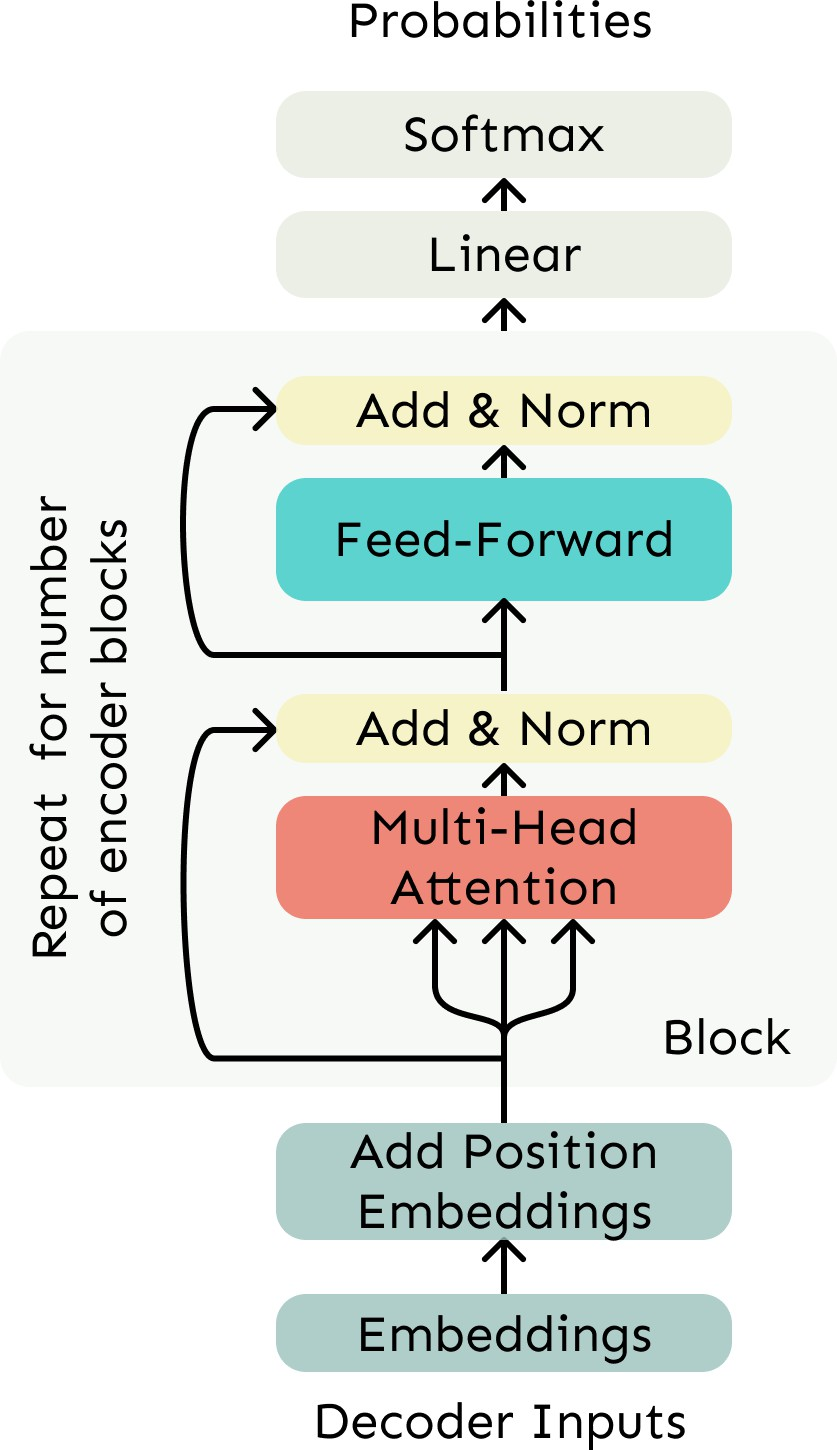 Probabilities
Softmax
Linear
Add & Norm
Feed-Forward
Add & Norm
Multi-Head
Attention
Repeat for number
of encoder blocks
Block
Add Position
Embeddings
Embeddings
Decoder Inputs